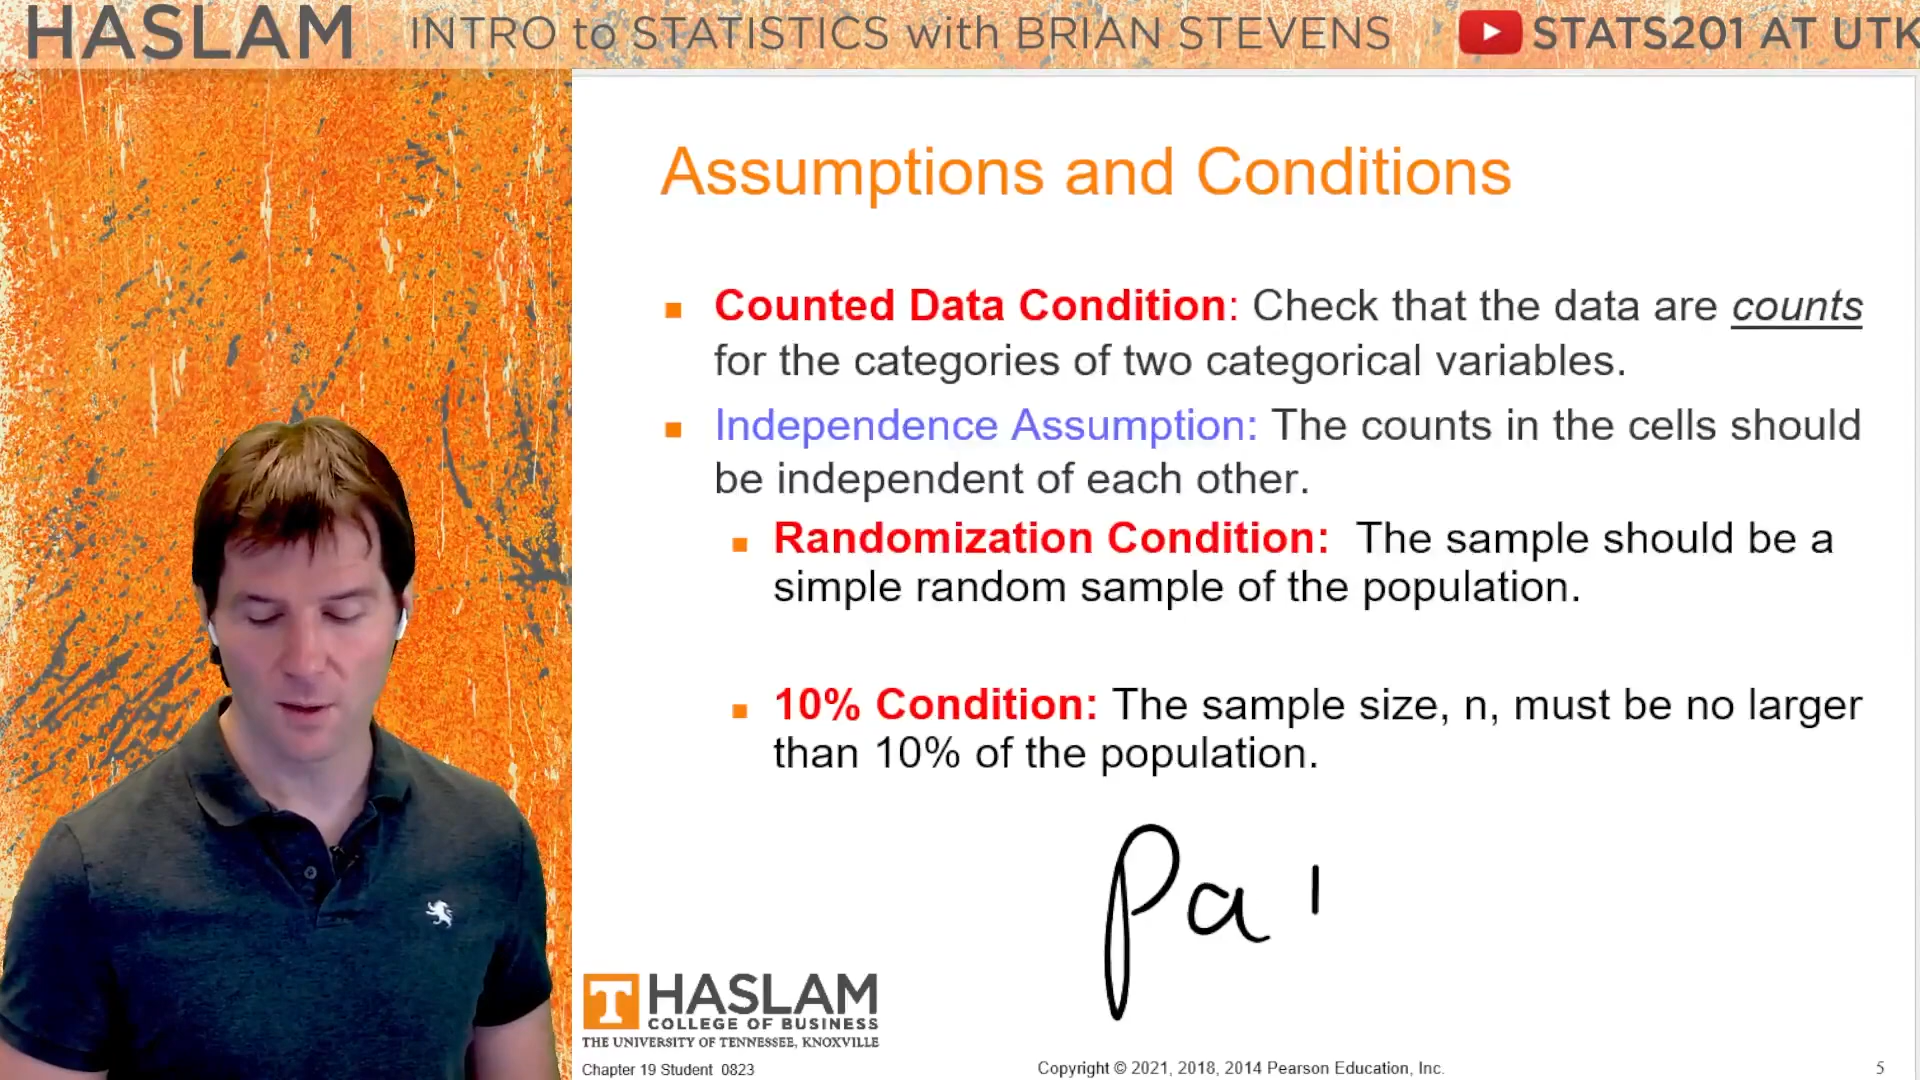 HASLAM INTRO to STATISTICS with BRIAN STEVENS STATS201 AT UTK
Assumptions and Conditions
Counted Data Condition: Check that the data are counts
for the categories of two categorical variables.
Independence Assumption: The counts in the cells should
be independent of each other.
Randomization Condition: The sample should be a
simple random sample of the population.
10% Condition: The sample size, n, must be no larger
than 10% of the population.
Pa ı
T HASLAM
COLLEGE OF BUSINESS
THE UNIVERSITY OF TENNESSEE, KNOXVILLE
Chapter 19 Student 0823
Copyright © 2021, 2018, 2014 Pearson Education, Inc.
5